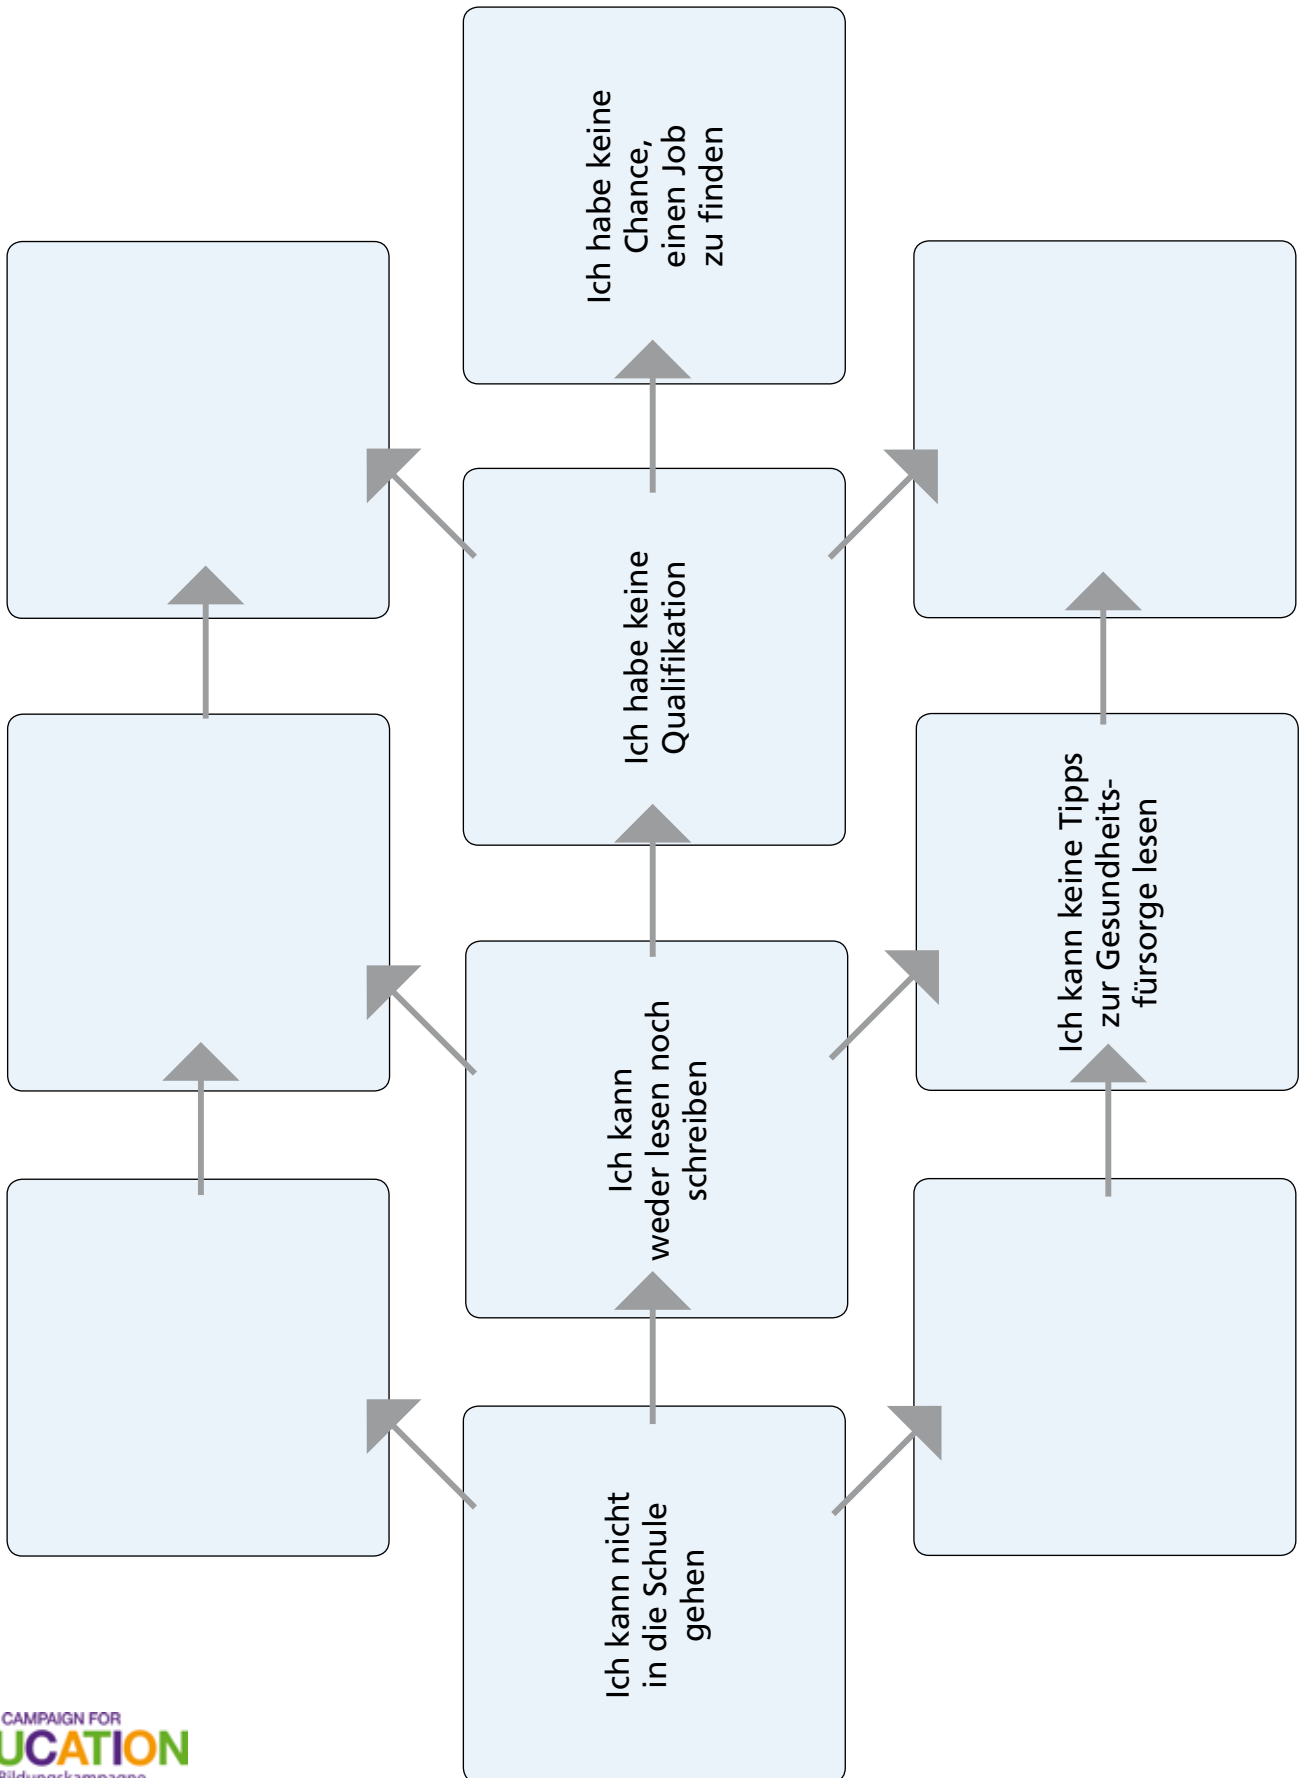 Ich kann nicht
in die Schule
gehen
Ich kann
weder lesen noch
schreiben
Ich habe keine
Qualifikation
Ich habe keine
Chance,
einen Job
zu finden
Ich kann keine Tipps
zur Gesundheits-
fürsorge lesen
CAMPAIGN FOR
UCATION
Bildungskampagne